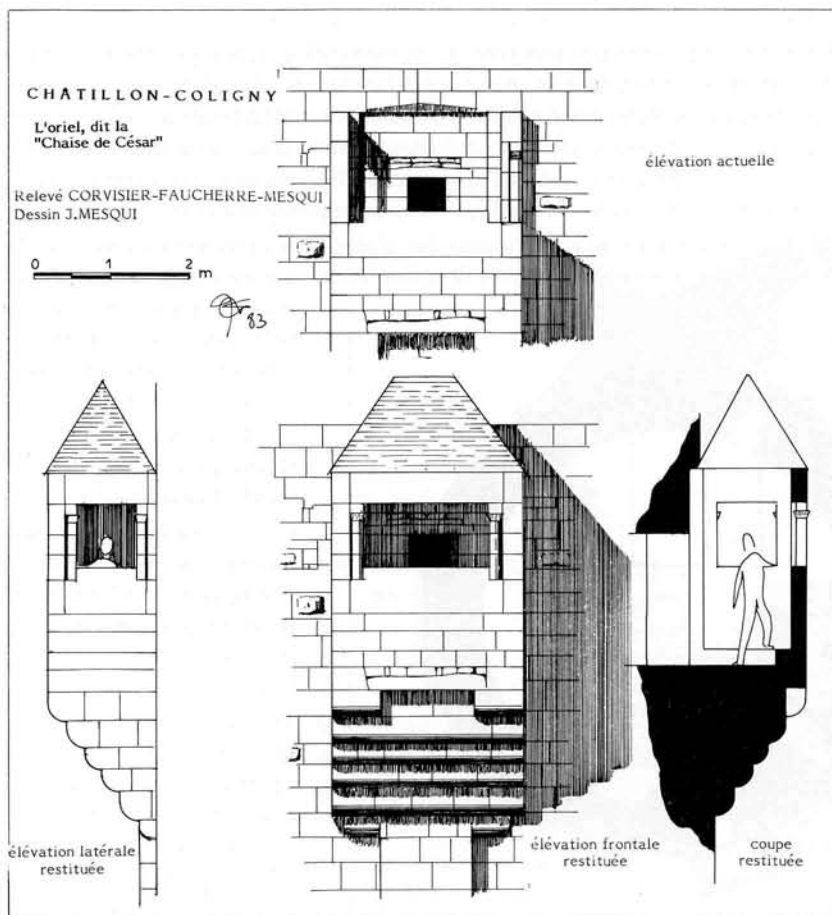 CHATILLON-COLIGNY
L'oriel, dit la
"Chaise de César"
élévation actuelle
Relevé CORVISIER-FAUCHERRE-MESQUI
Dessin J.MESQUI
0 1 2 m
83
élévation latérale
restituée
élévation frontale
restituée
coupe
restituée